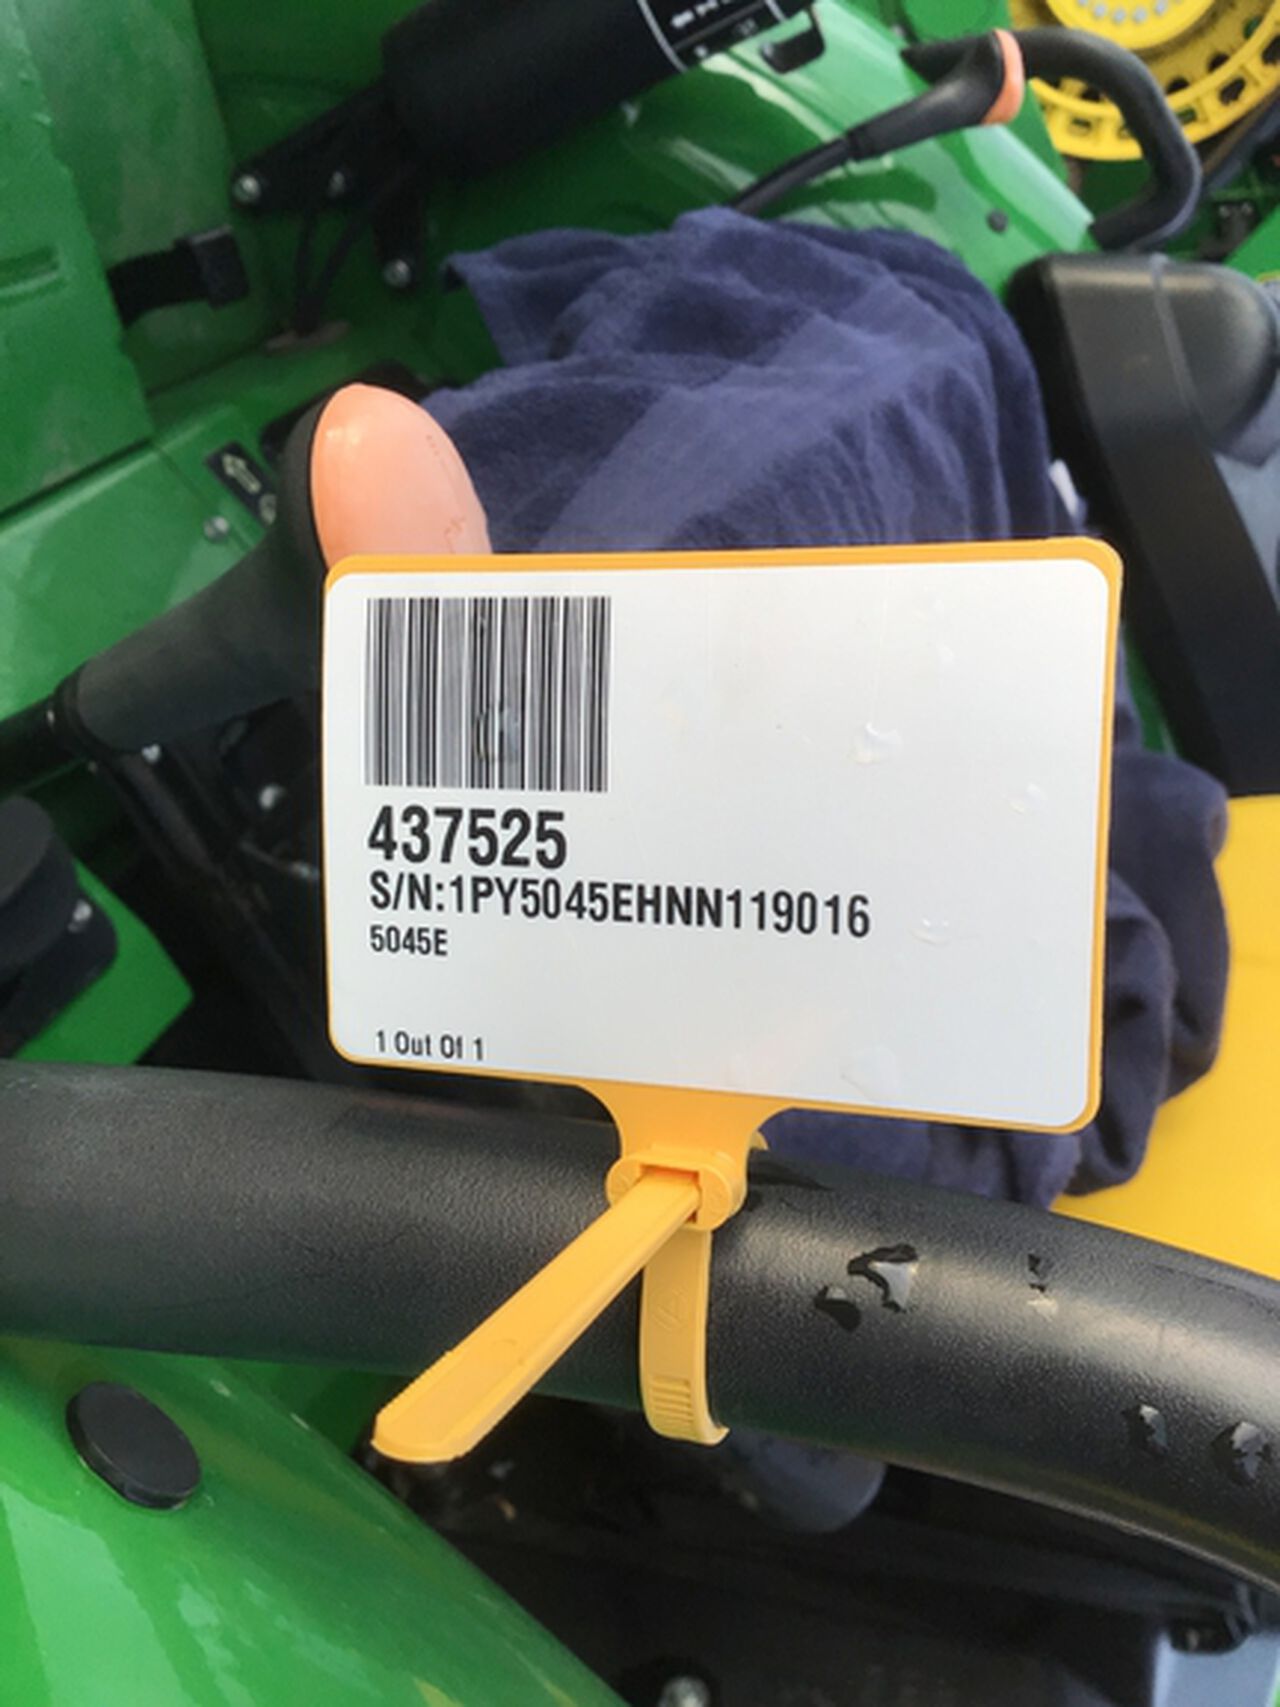 437525
S/N:1PY5045EHNN119016
5045E
1 Out Of 1